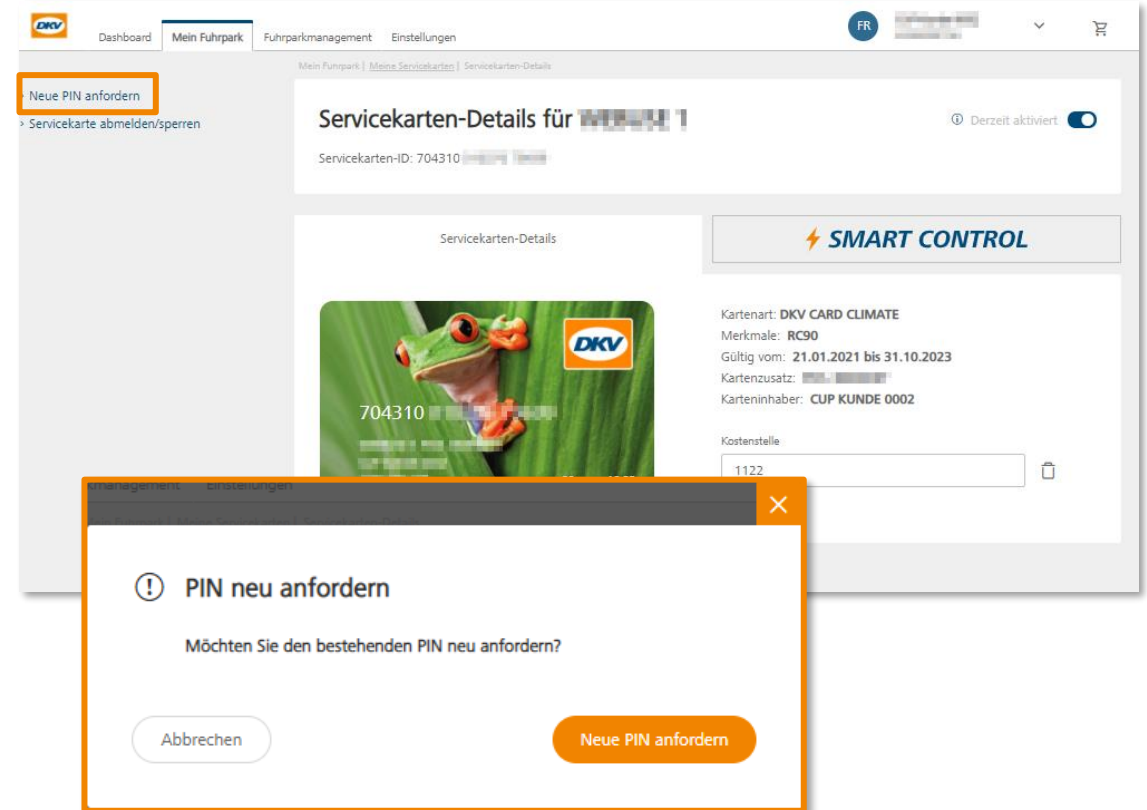 DKV
Dashboard Mein Fuhrpark Fuhrparkmanagement Einstellungen
FR
Mein Fuhrpark | Meine Servicekarten | Servicekarten-Details
› Neue PIN anfordern
› Servicekarte abmelden/sperren
Servicekarten-Details für
Derzeit aktiviert
Servicekarten-ID: 704310
Servicekarten-Details
SMART CONTROL
DKV
704310
Kartenart: DKV CARD CLIMATE
Merkmale: RC90
Gültig vom: 21.01.2021 bis 31.10.2023
Kartenzusatz:
Karteninhaber: CUP KUNDE 0002
Kostenstelle
1122
kmanagement Einstellungen
PIN neu anfordern
Möchten Sie den bestehenden PIN neu anfordern?
Abbrechen
Neue PIN anfordern